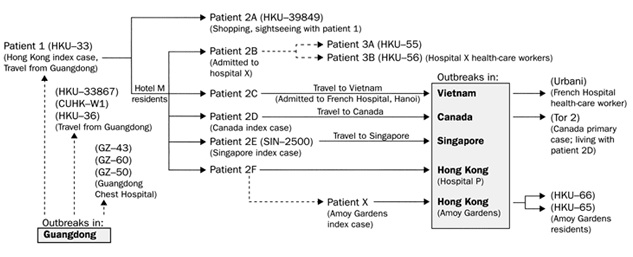 Patient 1 (HKU–33)
(Hong Kong index case,
Travel from Guangdong)
(HKU–33867)
(CUHK–W1)
(HKU–36)
(Travel from Guangdong)
(GZ–43)
(GZ–60)
(GZ–50)
(Guangdong
Chest Hospital)
Outbreaks in:
Guangdong
Hotel M
residents
Patient 2A (HKU–39849)
(Shopping, sightseeing with patient 1)
Patient 2B
(Admitted to
hospital X)
Patient 3A (HKU–55)
Patient 3B (HKU–56) (Hospital X health-care workers)
Patient 2C
Travel to Vietnam
(Admitted to French Hospital, Hanoi)
Patient 2D
(Canada index case)
Travel to Canada
Patient 2E (SIN–2500)
(Singapore index case)
Travel to Singapore
Patient 2F
Patient X
(Amoy Gardens
index case)
Outbreaks in:
Vietnam
Canada
Singapore
Hong Kong
(Hospital P)
Hong Kong
(Amoy Gardens)
(Urbani)
(French Hospital
health-care worker)
(Tor 2)
(Canada primary
case; living with
patient 2D)
(HKU–66)
(HKU–65)
(Amoy Gardens
residents)